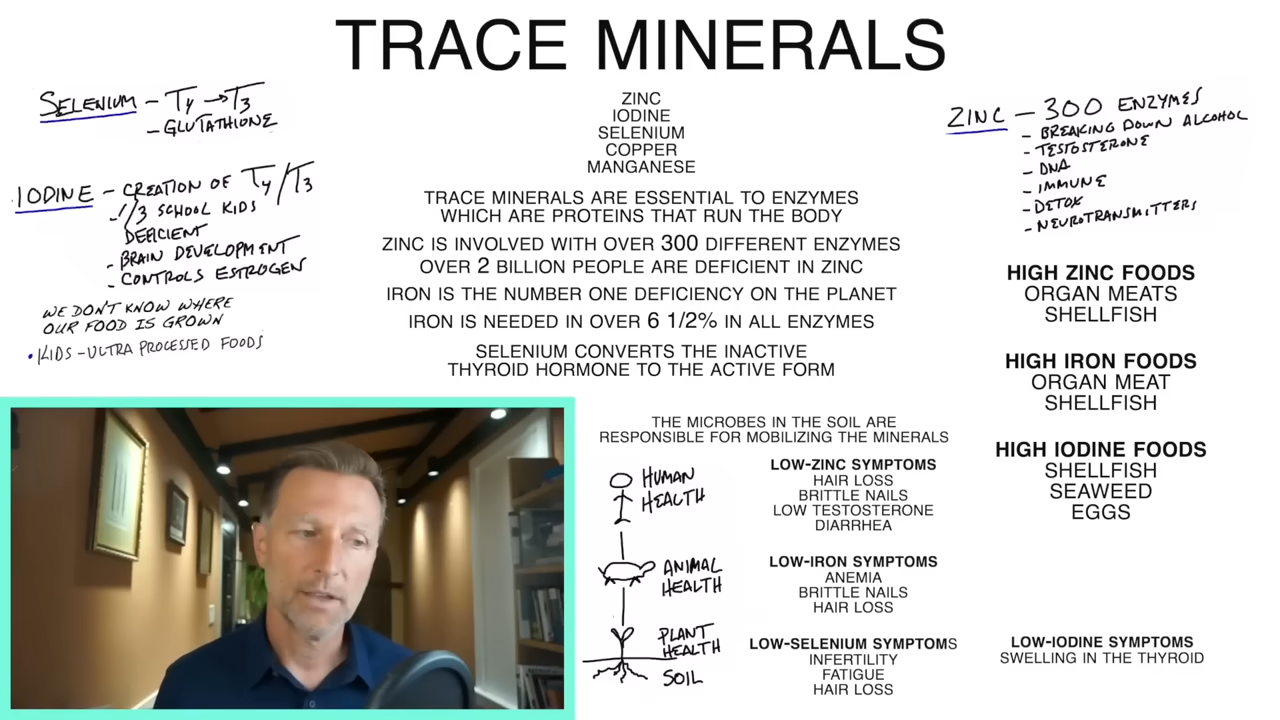 TRACE MINERALS
SELENIUM – T4 → T3
– GLUTATHIONE
IODINE – CREATION OF T4/T3
– 1/3 SCHOOL KIDS
DEFICIENT
– BRAIN DEVELOPMENT
– CONTROLS ESTROGEN
WE DON'T KNOW WHERE
OUR FOOD IS GROWN
• KIDS – ULTRA PROCESSED FOODS
ZINC
IODINE
SELENIUM
COPPER
MANGANESE
TRACE MINERALS ARE ESSENTIAL TO ENZYMES
WHICH ARE PROTEINS THAT RUN THE BODY
ZINC IS INVOLVED WITH OVER 300 DIFFERENT ENZYMES
OVER 2 BILLION PEOPLE ARE DEFICIENT IN ZINC
IRON IS THE NUMBER ONE DEFICIENCY ON THE PLANET
IRON IS NEEDED IN OVER 6 1/2% IN ALL ENZYMES
SELENIUM CONVERTS THE INACTIVE
THYROID HORMONE TO THE ACTIVE FORM
ZINC – 300 ENZYMES
– BREAKING DOWN ALCOHOL
– TESTOSTERONE
– DNA
– IMMUNE
– DETOX
– NEUROTRANSMITTERS
HIGH ZINC FOODS
ORGAN MEATS
SHELLFISH
HIGH IRON FOODS
ORGAN MEAT
SHELLFISH
HIGH IODINE FOODS
SHELLFISH
SEAWEED
EGGS
THE MICROBES IN THE SOIL ARE
RESPONSIBLE FOR MOBILIZING THE MINERALS
HUMAN
HEALTH
ANIMAL
HEALTH
PLANT
HEALTH
SOIL
LOW-ZINC SYMPTOMS
HAIR LOSS
BRITTLE NAILS
LOW TESTOSTERONE
DIARRHEA
LOW-IRON SYMPTOMS
ANEMIA
BRITTLE NAILS
HAIR LOSS
LOW-SELENIUM SYMPTOMS
INFERTILITY
FATIGUE
HAIR LOSS
LOW-IODINE SYMPTOMS
SWELLING IN THE THYROID